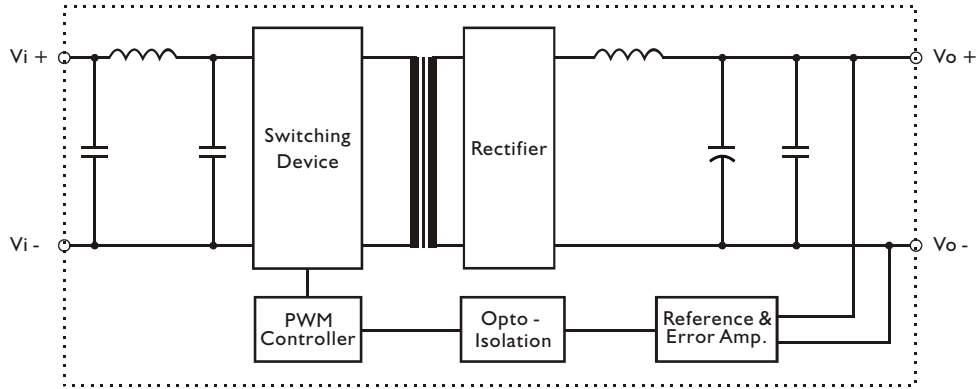 Vi +
Vo +
Switching
Device
Rectifier
Vi -
Vo -
PWM
Controller
Opto -
Isolation
Reference &
Error Amp.